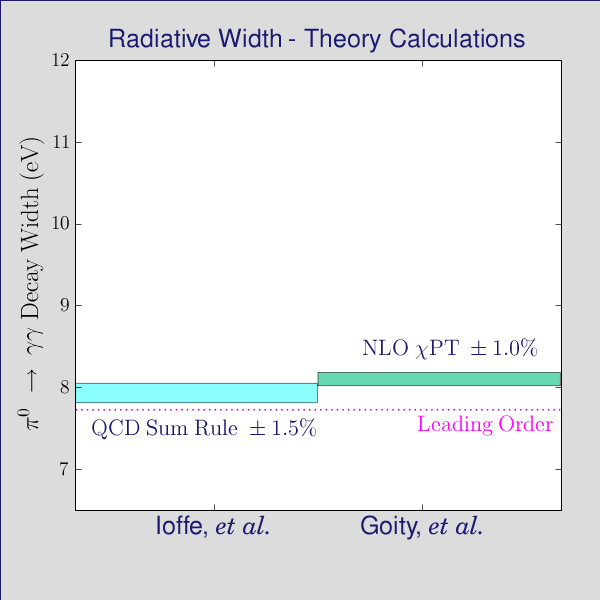 Radiative Width - Theory Calculations
12
11
10
9
8
7
π⁰ → γγ Decay Width (eV)
NLO χPT ±1.0%
QCD Sum Rule ±1.5%
Leading Order
Ioffe, et al.
Goity, et al.